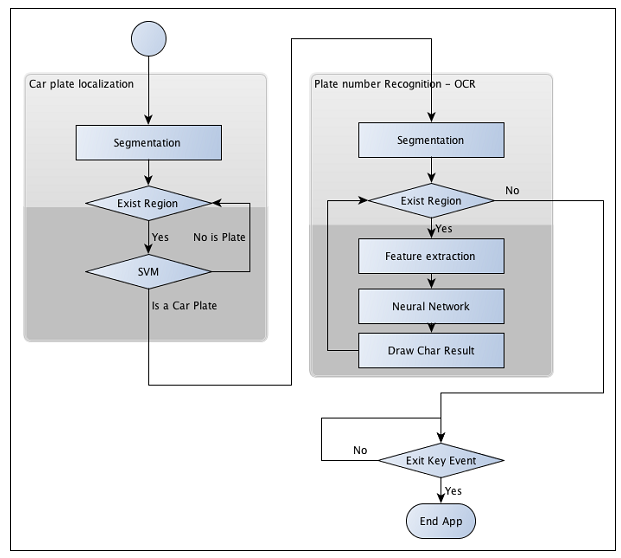 Car plate localization
Segmentation
Exist Region
Yes
No is Plate
SVM
Is a Car Plate
Plate number Recognition - OCR
Segmentation
Exist Region
No
Yes
Feature extraction
Neural Network
Draw Char Result
No
Exit Key Event
Yes
End App